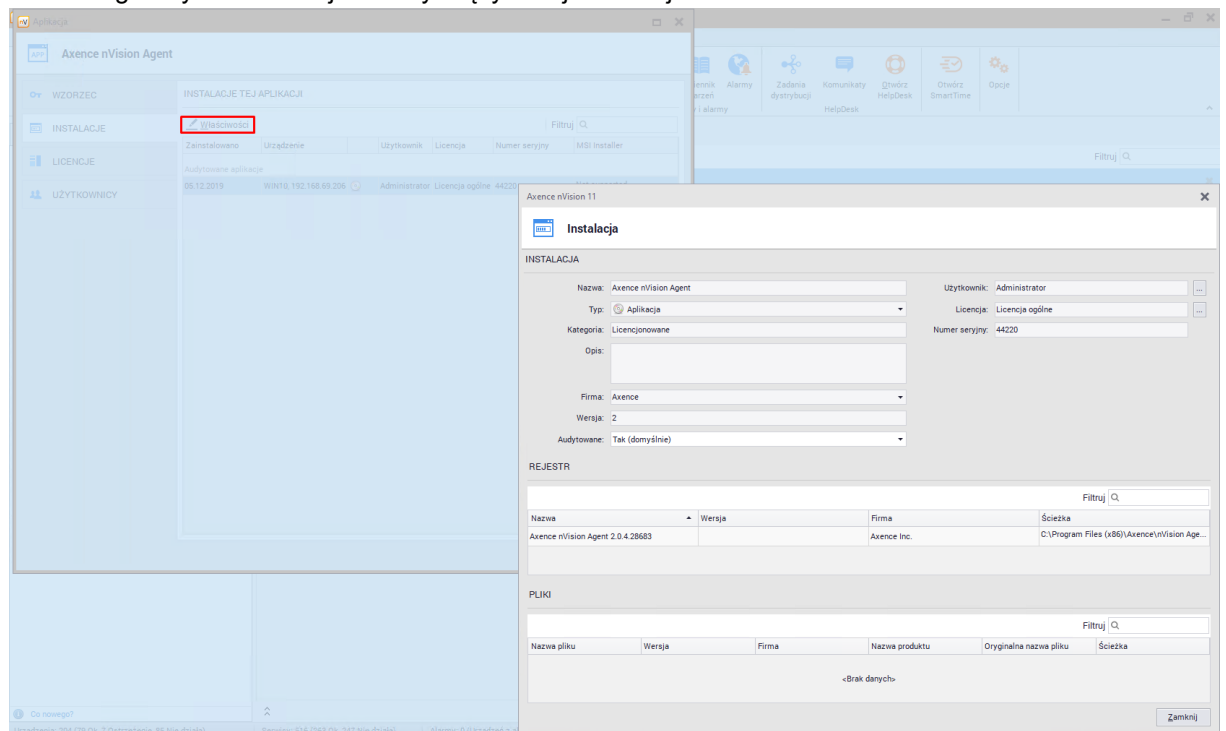 Aplikacja
Axence nVision Agent
WZORZEC
INSTALACJE
LICENCJE
UŻYTKOWNICY
INSTALACJE TEJ APLIKACJI
Właściwości
Filtruj
Zainstalowano Urządzenie Użytkownik Licencja Numer seryjny MSI Installer
Audytowane aplikacje
05.12.2019 WIN10, 192.168.69.206 Administrator Licencja ogólne 44220
Alarmy Zadania dystrybucji Komunikaty Otwórz HelpDesk Otwórz SmartTime Opcje
i alarmy HelpDesk
Filtruj
Axence nVision 11
Instalacja
INSTALACJA
Nazwa: Axence nVision Agent Użytkownik: Administrator ...
Typ: Aplikacja Licencja: Licencja ogólne ...
Kategoria: Licencjonowane Numer seryjny: 44220
Opis:
Firma: Axence
Wersja: 2
Audytowane: Tak (domyślnie)
REJESTR
Filtruj
Nazwa Wersja Firma Ścieżka
Axence nVision Agent 2.0.4.28683 Axence Inc. C:\Program Files (x86)\Axence\nVision Age...
PLIKI
Filtruj
Nazwa pliku Wersja Firma Nazwa produktu Oryginalna nazwa pliku Ścieżka
<Brak danych>
Zamknij
Co nowego?